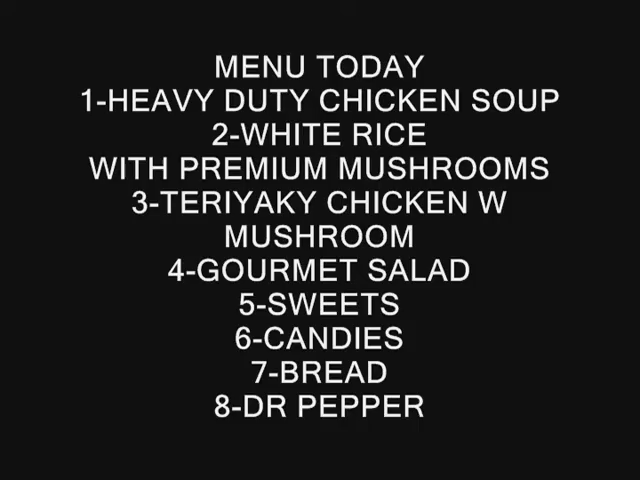 MENU TODAY
1-HEAVY DUTY CHICKEN SOUP
2-WHITE RICE
WITH PREMIUM MUSHROOMS
3-TERIYAKY CHICKEN W
MUSHROOM
4-GOURMET SALAD
5-SWEETS
6-CANDIES
7-BREAD
8-DR PEPPER